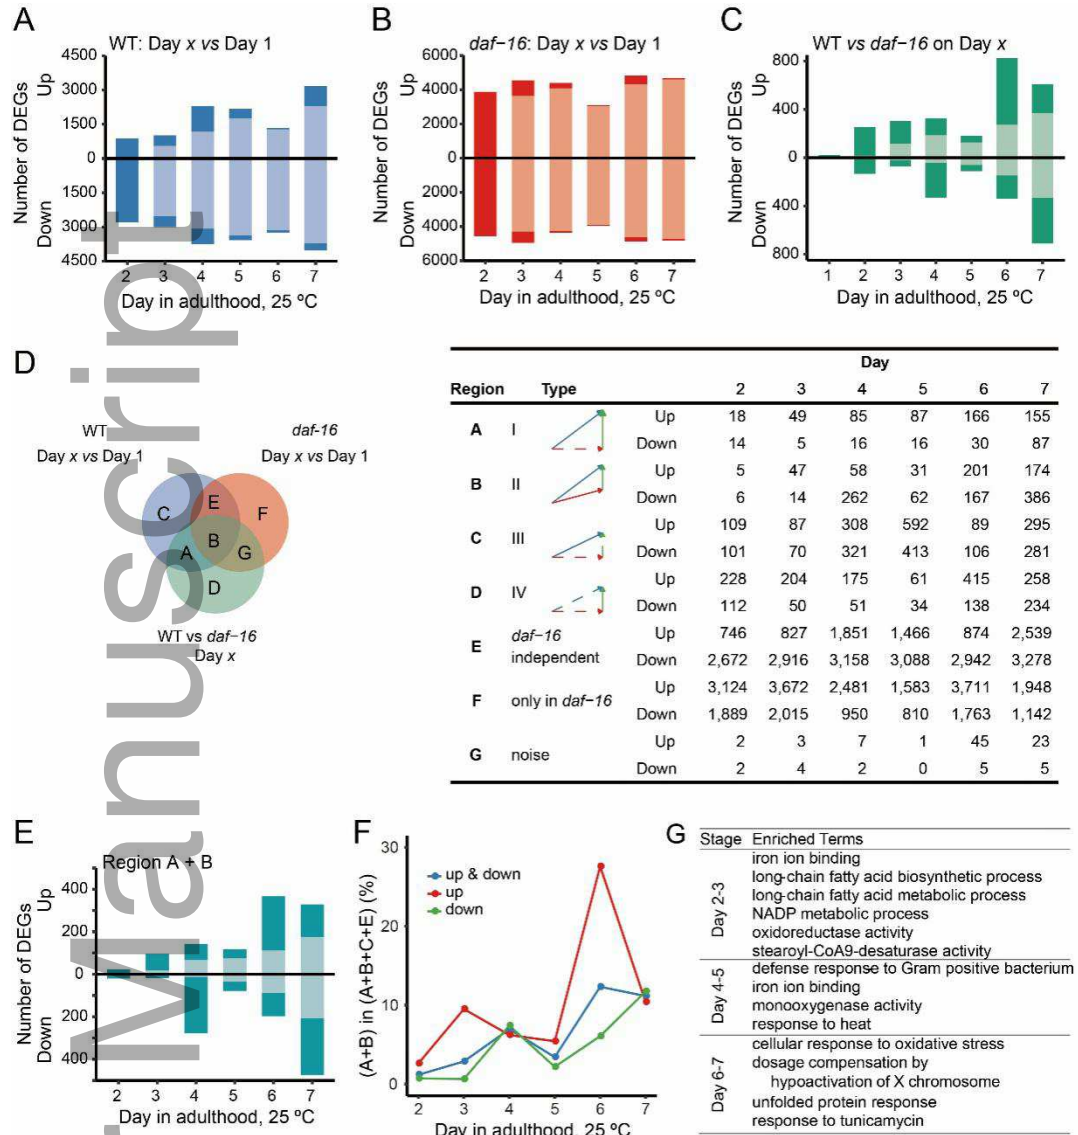 A
WT: Day x vs Day 1
Number of DEGs
Up
Down
4500
3000
1500
0
1500
3000
4500
2 3 4 5 6 7
Day in adulthood, 25 ºC
B
daf−16: Day x vs Day 1
Number of DEGs
Up
Down
6000
4000
2000
0
2000
4000
6000
2 3 4 5 6 7
Day in adulthood, 25 ºC
C
WT vs daf−16 on Day x
Number of DEGs
Up
Down
800
400
0
400
800
1 2 3 4 5 6 7
Day in adulthood, 25 ºC
D
WT
Day x vs Day 1
daf-16
Day x vs Day 1
C
E
F
B
A
G
D
WT vs daf−16
Day x
Day
Region Type 2 3 4 5 6 7
A I Up 18 49 85 87 166 155
Down 14 5 16 16 30 87
B II Up 5 47 58 31 201 174
Down 6 14 262 62 167 386
C III Up 109 87 308 592 89 295
Down 101 70 321 413 106 281
D IV Up 228 204 175 61 415 258
Down 112 50 51 34 138 234
E daf−16 independent Up 746 827 1,851 1,466 874 2,539
Down 2,672 2,916 3,158 3,088 2,942 3,278
F only in daf−16 Up 3,124 3,672 2,481 1,583 3,711 1,948
Down 1,889 2,015 950 810 1,763 1,142
G noise Up 2 3 7 1 45 23
Down 2 4 2 0 5 5
E
Region A + B
Number of DEGs
Up
Down
400
200
0
200
400
2 3 4 5 6 7
Day in adulthood, 25 ºC
F
(A+B) in (A+B+C+E) (%)
30
20
10
0
up & down
up
down
2 3 4 5 6 7
Day in adulthood, 25 ºC
G
Stage Enriched Terms
Day 2-3
iron ion binding
long-chain fatty acid biosynthetic process
long-chain fatty acid metabolic process
NADP metabolic process
oxidoreductase activity
stearoyl-CoA9-desaturase activity
Day 4-5
defense response to Gram positive bacterium
iron ion binding
monooxygenase activity
response to heat
Day 6-7
cellular response to oxidative stress
dosage compensation by
hypoactivation of X chromosome
unfolded protein response
response to tunicamycin
Manuscript